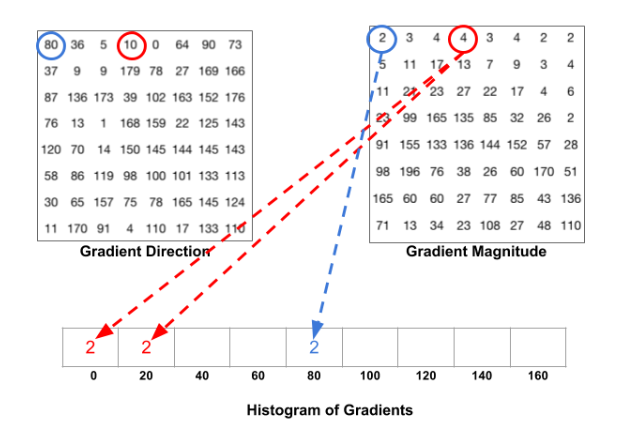 80 36 5 10 0 64 90 73
37 9 9 179 78 27 169 166
87 136 173 39 102 163 152 176
76 13 1 168 159 22 125 143
120 70 14 150 145 144 145 143
58 86 119 98 100 101 133 113
30 65 157 75 78 165 145 124
11 170 91 4 110 17 133 110
Gradient Direction
2 3 4 4 3 4 2 2
5 11 17 13 7 9 3 4
11 21 23 27 22 17 4 6
23 99 165 135 85 32 26 2
91 155 133 136 144 152 57 28
98 196 76 38 26 60 170 51
165 60 60 27 77 85 43 136
71 13 34 23 108 27 48 110
Gradient Magnitude
2 2 2
0 20 40 60 80 100 120 140 160
Histogram of Gradients